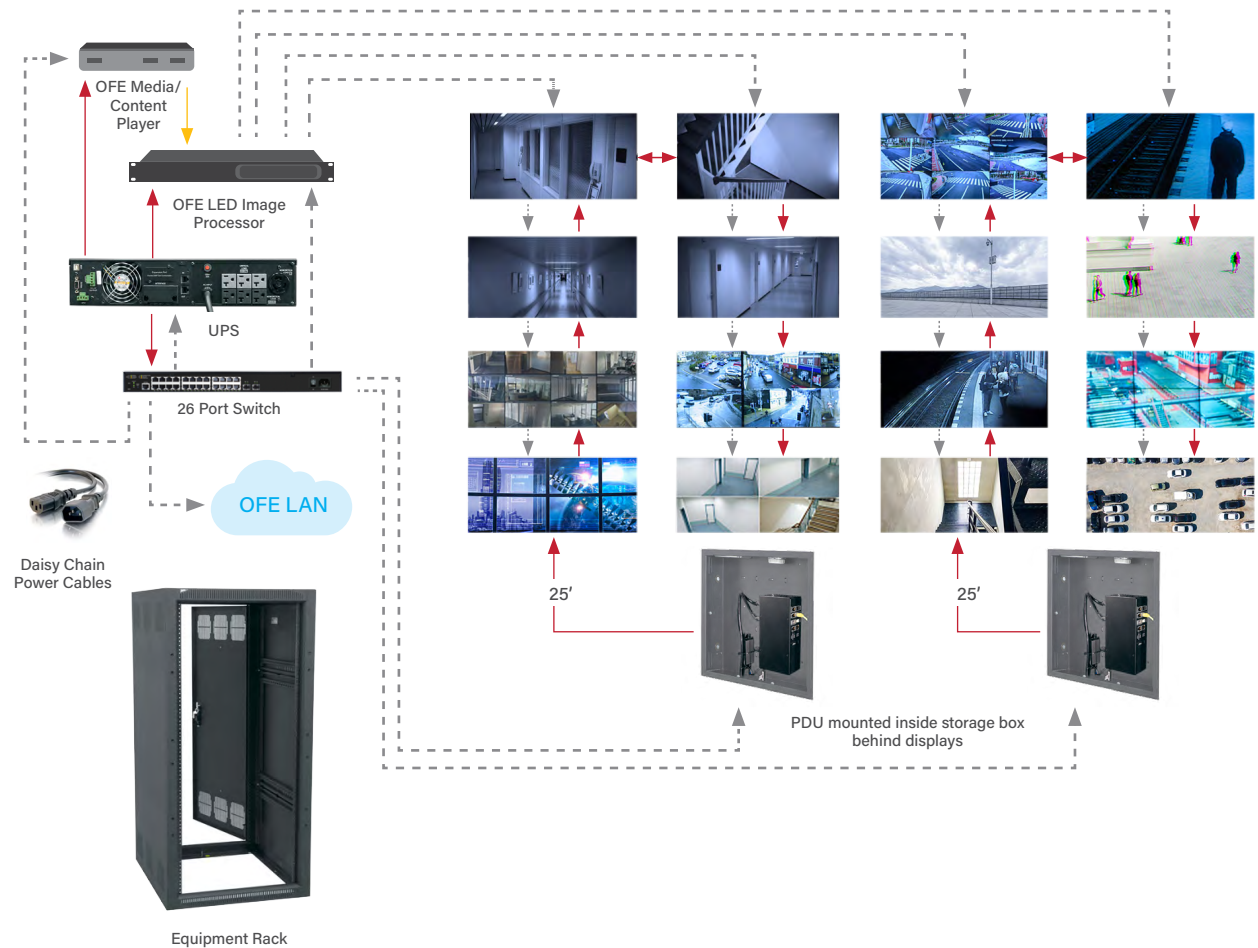 OFE Media/
Content
Player
OFE LED Image
Processor
UPS
26 Port Switch
OFE LAN
Daisy Chain
Power Cables
25′
25′
PDU mounted inside storage box
behind displays
Equipment Rack